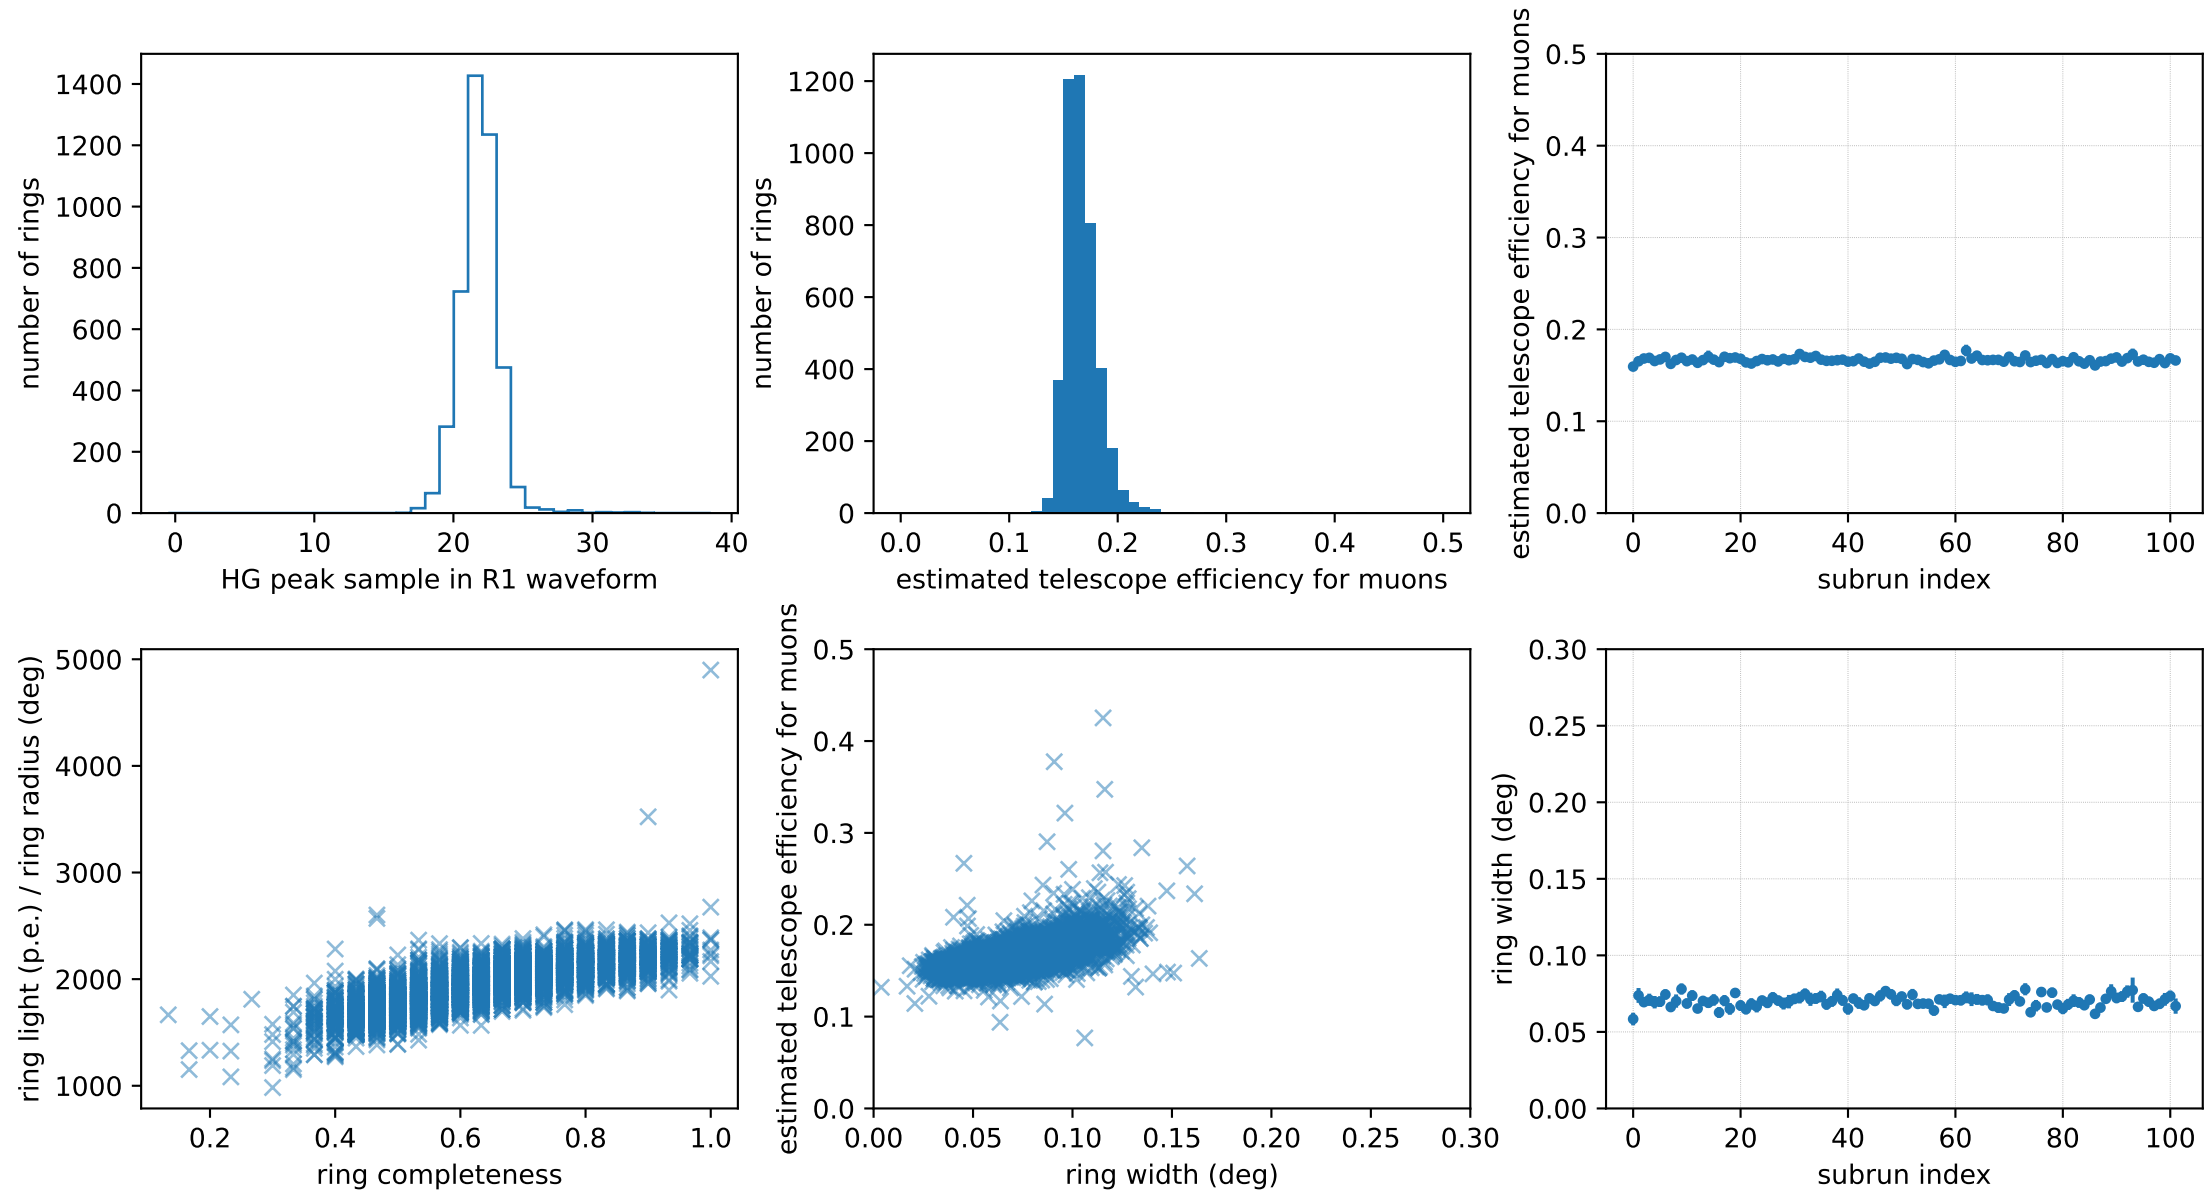 number of rings
1400
1200
1000
800
600
400
200
0
0 10 20 30 40
HG peak sample in R1 waveform
number of rings
1200
1000
800
600
400
200
0
0.0 0.1 0.2 0.3 0.4 0.5
estimated telescope efficiency for muons
estimated telescope efficiency for muons
0.5
0.4
0.3
0.2
0.1
0.0
0 20 40 60 80 100
subrun index
ring light (p.e.) / ring radius (deg)
5000
4000
3000
2000
1000
0.2 0.4 0.6 0.8 1.0
ring completeness
estimated telescope efficiency for muons
0.5
0.4
0.3
0.2
0.1
0.0
0.00 0.05 0.10 0.15 0.20 0.25 0.30
ring width (deg)
ring width (deg)
0.30
0.25
0.20
0.15
0.10
0.05
0.00
0 20 40 60 80 100
subrun index